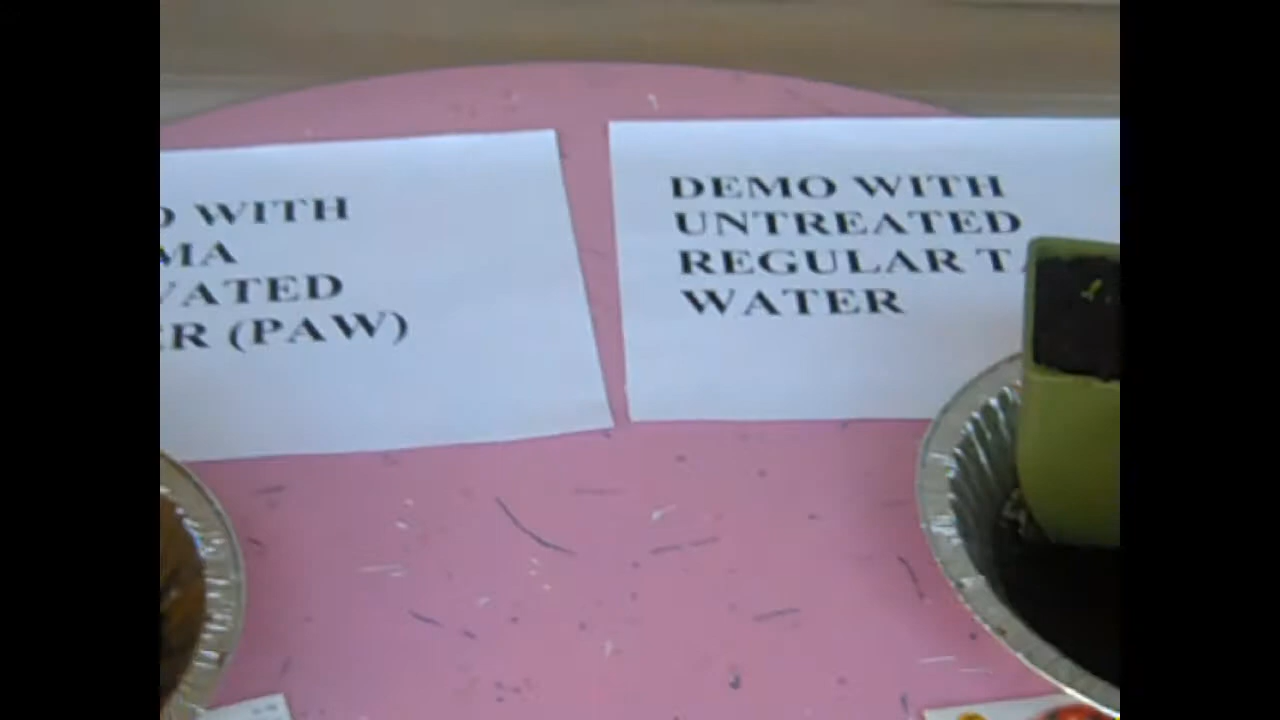 WITH
MA
VATED
ER (PAW)
DEMO WITH
UNTREATED
REGULAR T
WATER